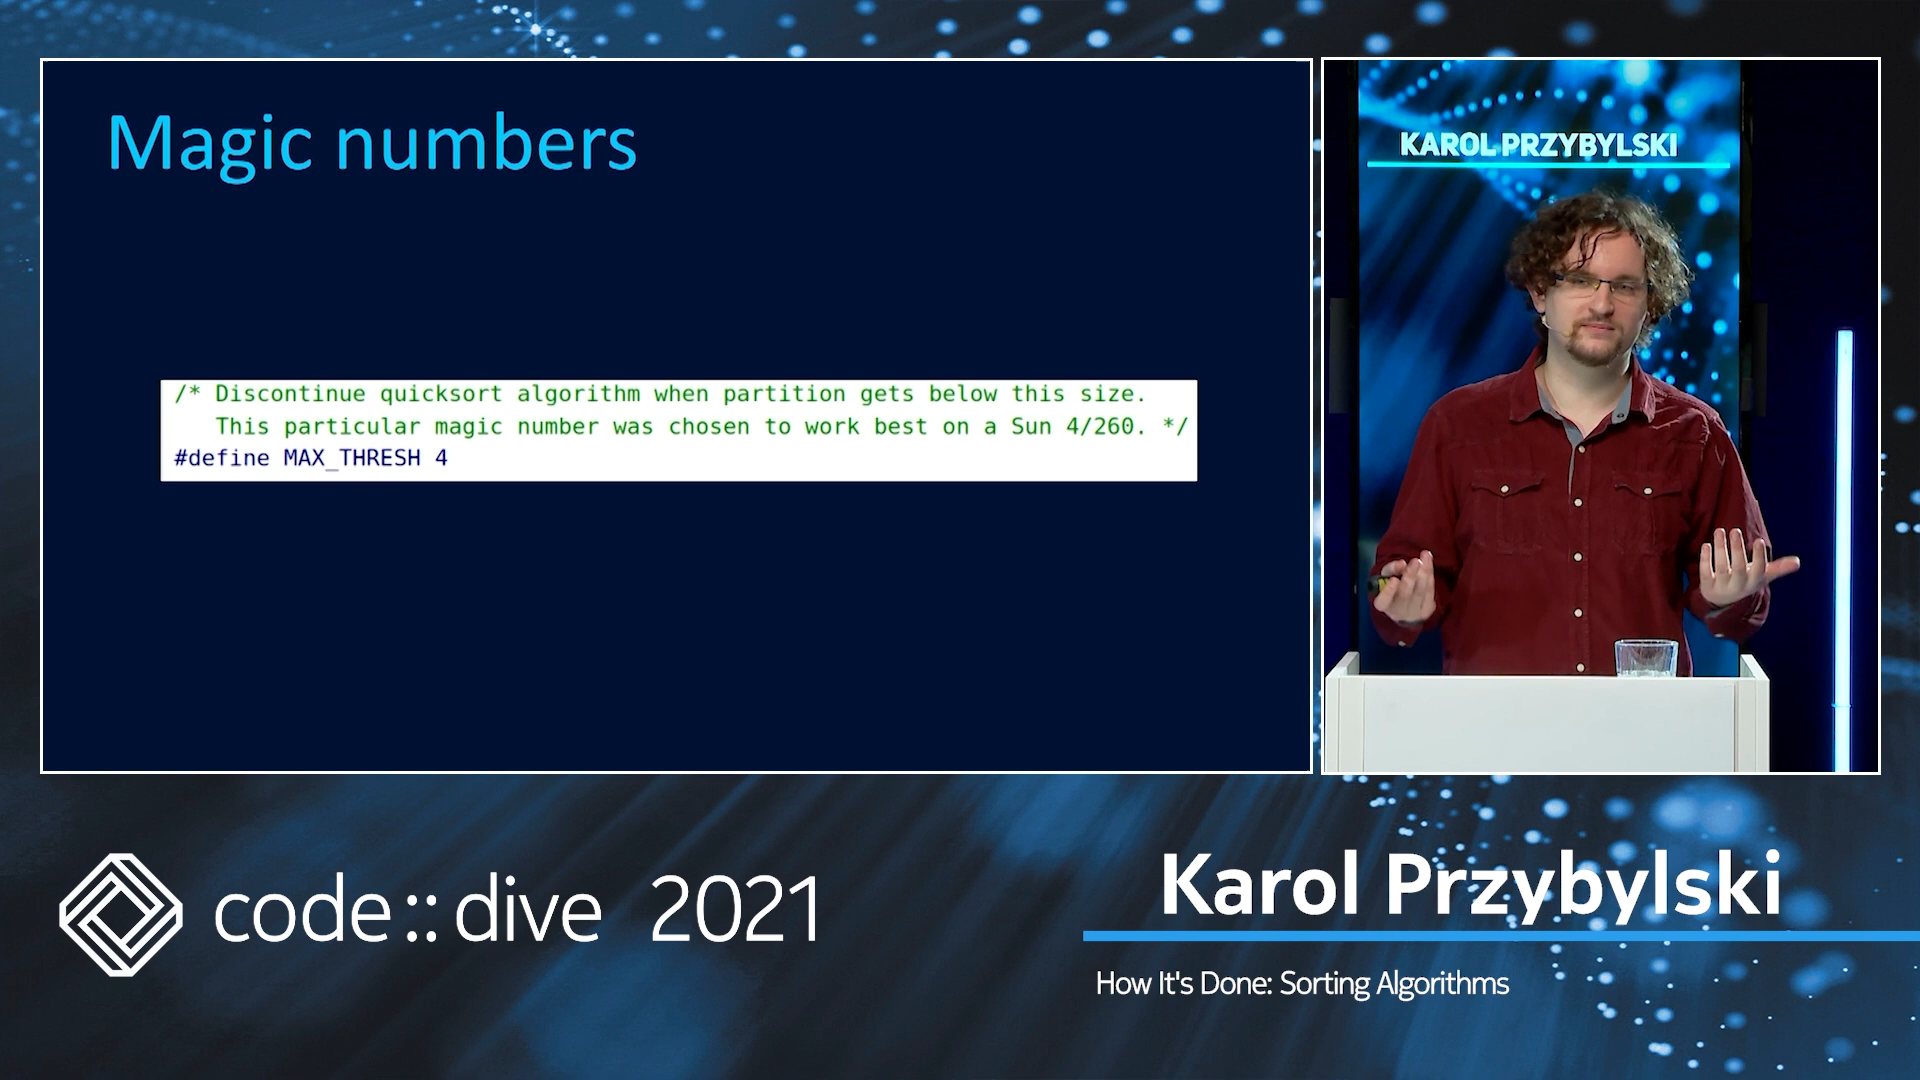 Magic numbers
/* Discontinue quicksort algorithm when partition gets below this size.
This particular magic number was chosen to work best on a Sun 4/260. */
#define MAX_THRESH 4
KAROL PRZYBYLSKI
code::dive 2021
Karol Przybylski
How It's Done: Sorting Algorithms